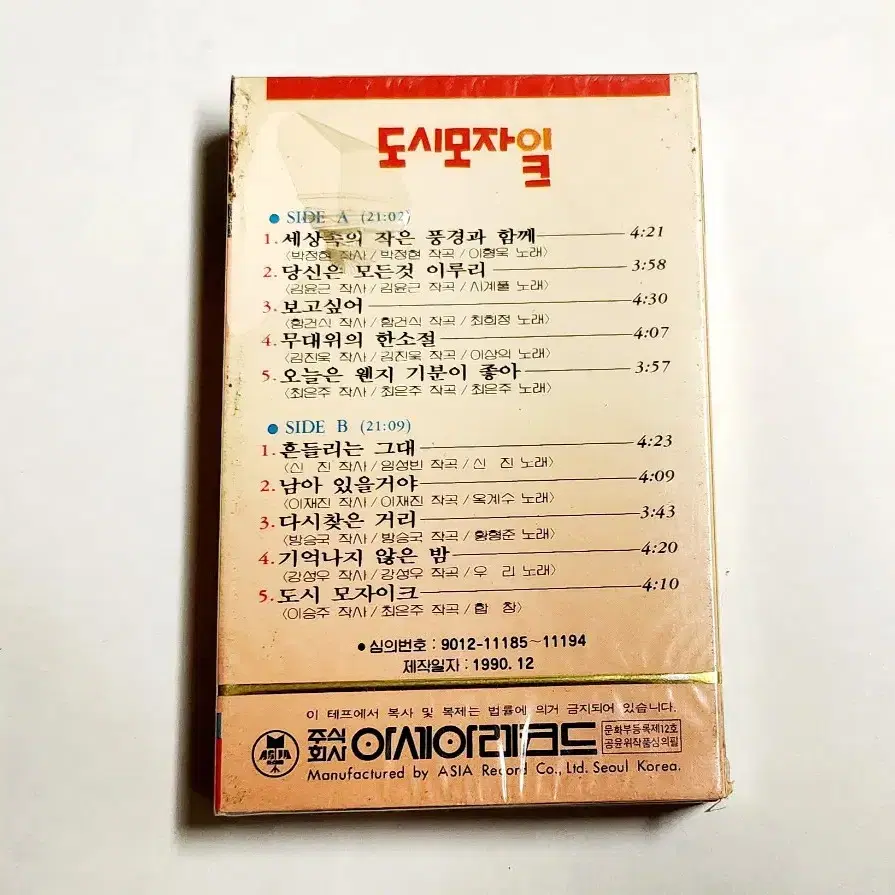 도시모자이크
● SIDE A (21:02)
1. 세상속의 작은 풍경과 함께 4:21
〈박정현 작사 / 박정현 작곡 / 이형욱 노래〉
2. 당신은 모든것 이루리 3:58
〈김윤근 작사 / 김윤근 작곡 / 사계풀 노래〉
3. 보고싶어 4:30
〈황건식 작사 / 황건식 작곡 / 최희정 노래〉
4. 무대위의 한소절 4:07
〈김진욱 작사 / 김진욱 작곡 / 이상의 노래〉
5. 오늘은 웬지 기분이 좋아 3:57
〈최은주 작사 / 최은주 작곡 / 최은주 노래〉
● SIDE B (21:09)
1. 흔들리는 그대 4:23
〈신 진 작사 / 임성빈 작곡 / 신 진 노래〉
2. 남아 있을거야 4:09
〈이재진 작사 / 이재진 작곡 / 옥계수 노래〉
3. 다시찾은 거리 3:43
〈방승국 작사 / 방승국 작곡 / 황형준 노래〉
4. 기억나지 않은 밤 4:20
〈강성우 작사 / 강성우 작곡 / 우 리 노래〉
5. 도시 모자이크 4:10
〈이승주 작사 / 최은주 작곡 / 합 창〉
● 심의번호 : 9012-11185~11194
제작일자 : 1990. 12
이 테프에서 복사 및 복제는 법률에 의거 금지되어 있습니다.
ASIA 주식회사 아세아레코드 문화부등록제12호 공윤위작품심의필
Manufactured by ASIA Record Co., Ltd. Seoul Korea.